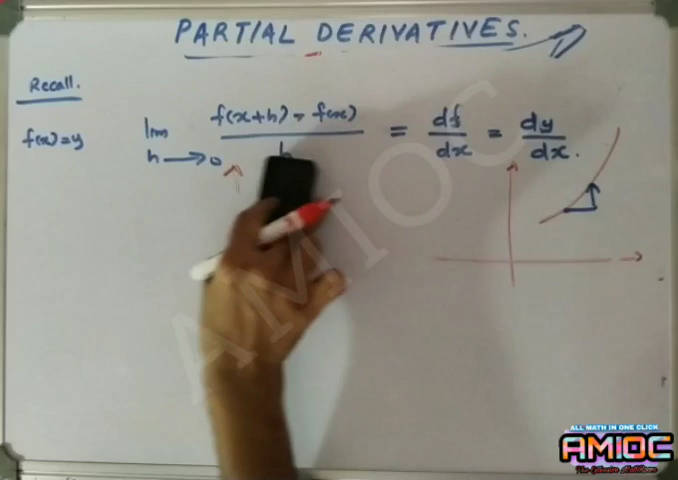 PARTIAL DERIVATIVES.
Recall.
f(x)=y lim h→0 f(x+h) - f(x) / h = df/dx = dy/dx.
AMIOC
ALL MATH IN ONE CLICK
AMIOC